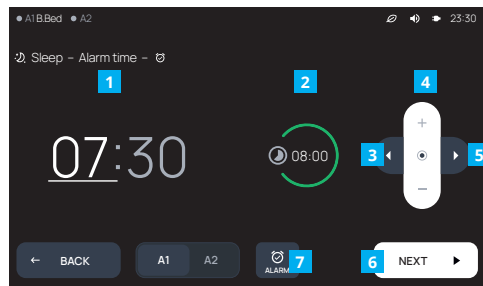 A1 B.Bed A2 23:30
Sleep – Alarm time –
1 2 4
07:30 08:00 3 + – 5
← BACK A1 A2 ALARM 7 6 NEXT